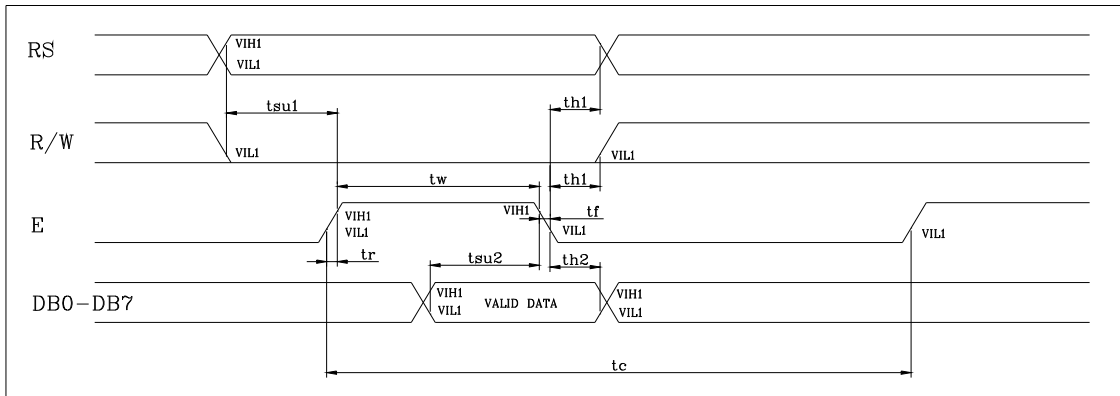 RS
VIH1
VIL1
tsu1
th1
R/W
VIL1
VIL1
tw
th1
E
VIH1
VIL1
VIH1
tf
VIL1
VIL1
tr
tsu2
th2
DB0-DB7
VIH1
VIL1
VALID DATA
VIH1
VIL1
tc